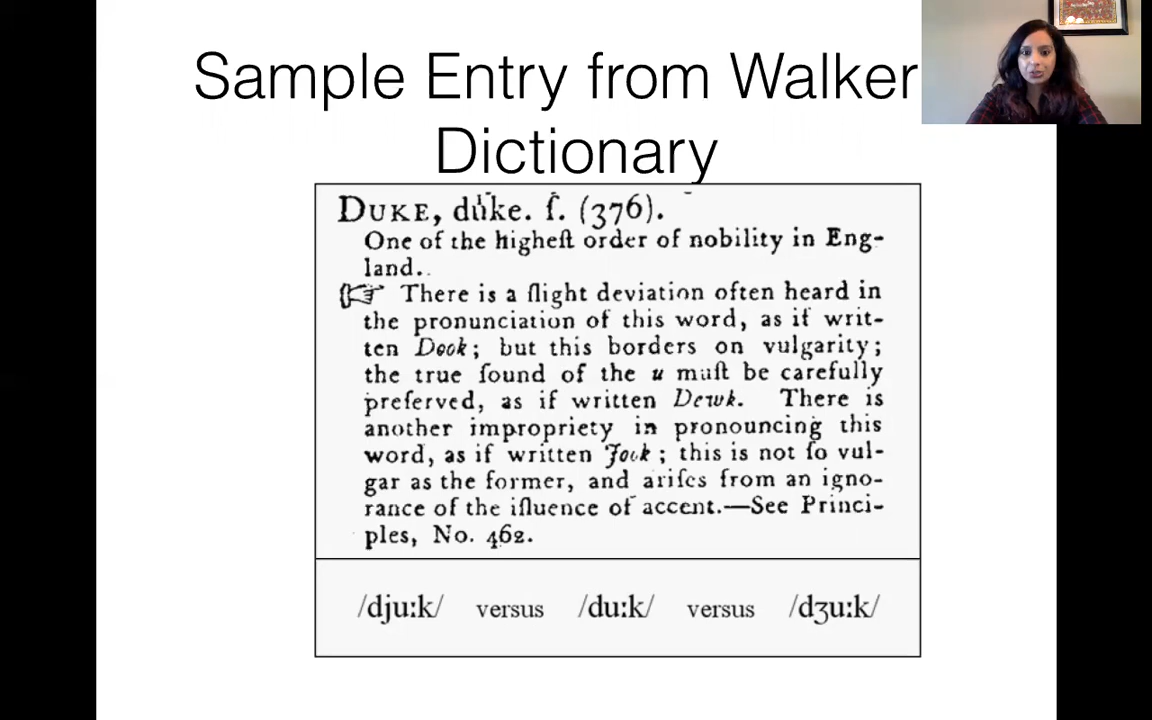 Sample Entry from Walker
Dictionary
DUKE, dúke. ſ. (376).
One of the higheſt order of nobility in Eng-
land.
There is a ſlight deviation often heard in
the pronunciation of this word, as if writ-
ten Dook; but this borders on vulgarity;
the true ſound of the u muſt be carefully
preſerved, as if written Dewk. There is
another impropriety in pronouncing this
word, as if written Jook; this is not ſo vul-
gar as the former, and ariſes from an igno-
rance of the iſluence of accent.—See Princi-
ples, No. 462.
/djuːk/ versus /duːk/ versus /dʒuːk/